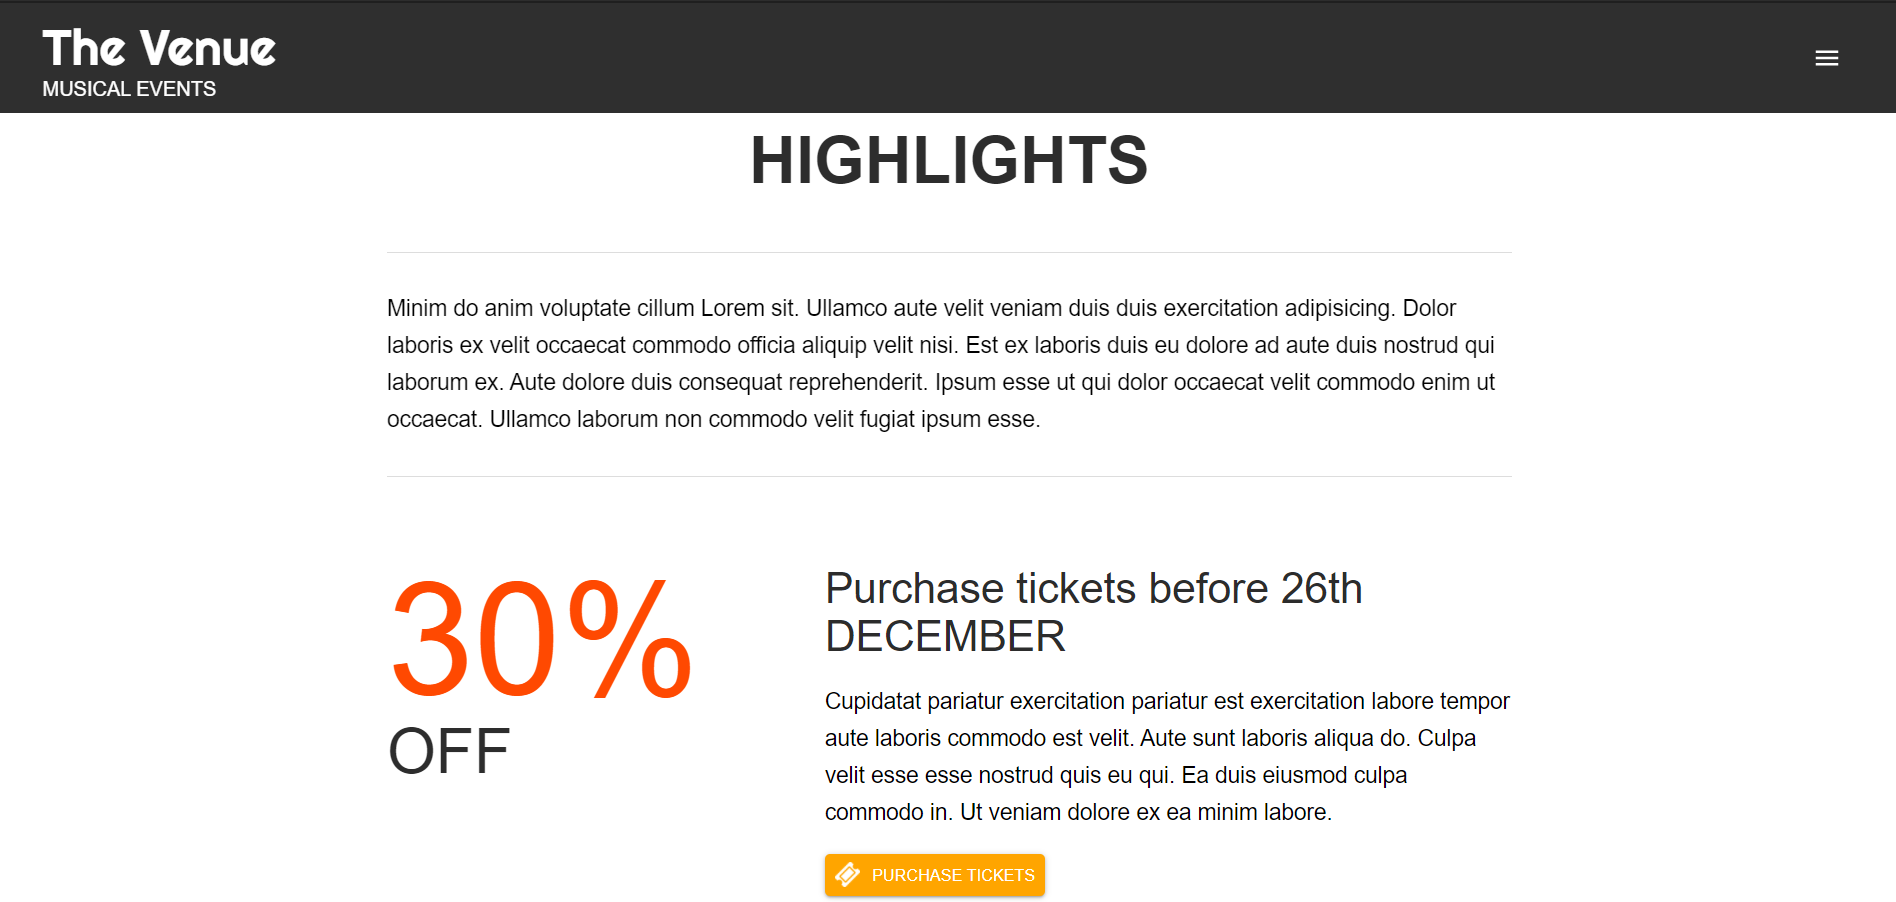 The Venue
MUSICAL EVENTS
HIGHLIGHTS
Minim do anim voluptate cillum Lorem sit. Ullamco aute velit veniam duis duis exercitation adipisicing. Dolor
laboris ex velit occaecat commodo officia aliquip velit nisi. Est ex laboris duis eu dolore ad aute duis nostrud qui
laborum ex. Aute dolore duis consequat reprehenderit. Ipsum esse ut qui dolor occaecat velit commodo enim ut
occaecat. Ullamco laborum non commodo velit fugiat ipsum esse.
30%
OFF
Purchase tickets before 26th
DECEMBER
Cupidatat pariatur exercitation pariatur est exercitation labore tempor
aute laboris commodo est velit. Aute sunt laboris aliqua do. Culpa
velit esse esse nostrud quis eu qui. Ea duis eiusmod culpa
commodo in. Ut veniam dolore ex ea minim labore.
PURCHASE TICKETS